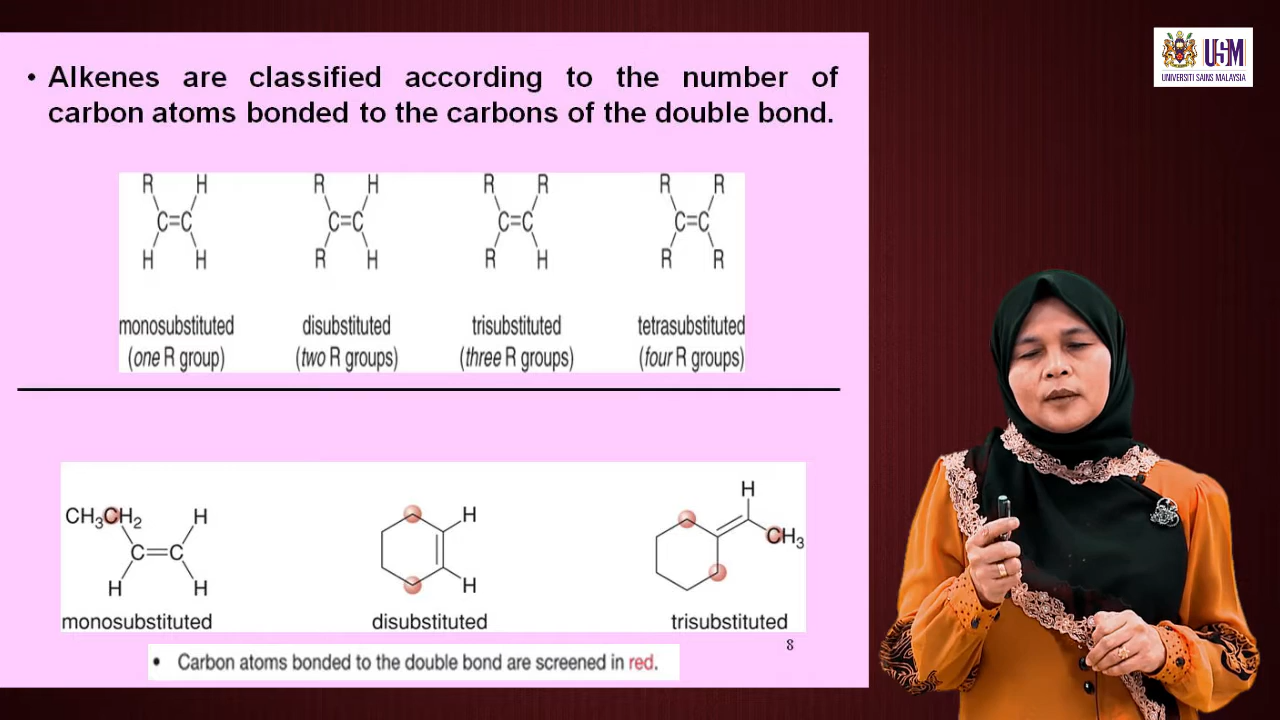 USM
UNIVERSITI SAINS MALAYSIA
• Alkenes are classified according to the number of
carbon atoms bonded to the carbons of the double bond.
R H R H R R R R
C=C C=C C=C C=C
H H R H R H R R
monosubstituted disubstituted trisubstituted tetrasubstituted
(one R group) (two R groups) (three R groups) (four R groups)
H
CH₃CH₂ H H CH₃
C=C
H H H
monosubstituted disubstituted trisubstituted
8
• Carbon atoms bonded to the double bond are screened in red.